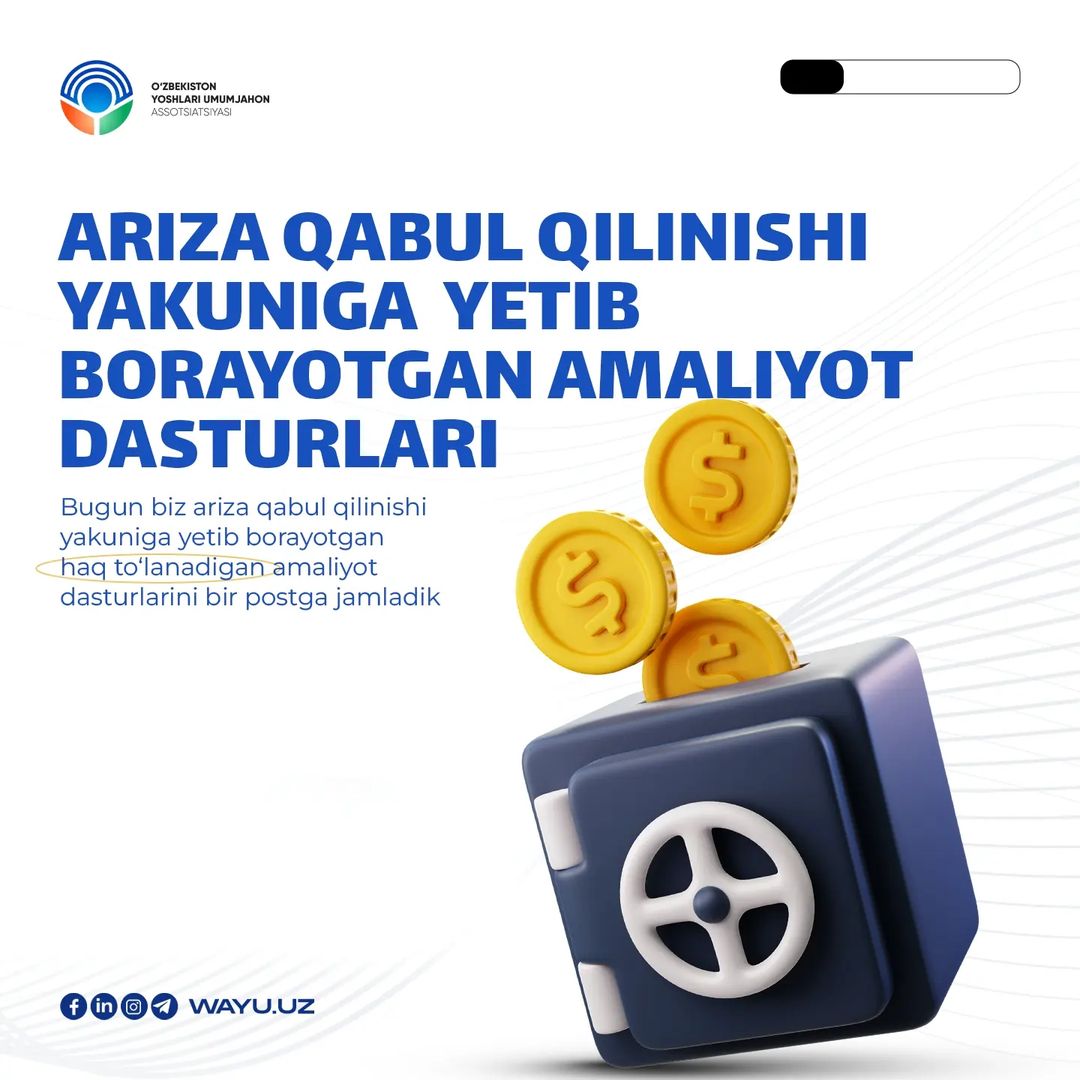 O‘ZBEKISTON
YOSHLARI UMUMJAHON
ASSOTSIATSIYASI
ARIZA QABUL QILINISHI
YAKUNIGA YETIB
BORAYOTGAN AMALIYOT
DASTURLARI
Bugun biz ariza qabul qilinishi
yakuniga yetib borayotgan
haq to‘lanadigan amaliyot
dasturlarini bir postga jamladik
WAYU.UZ